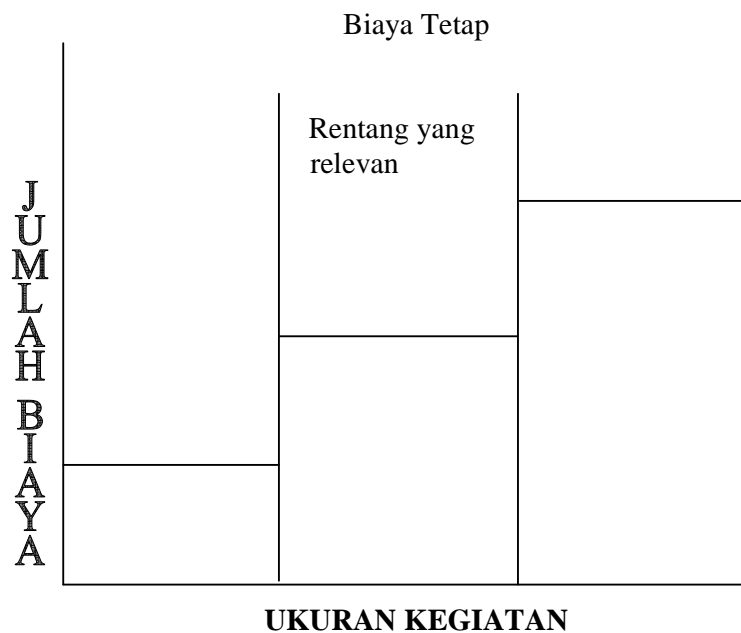 Biaya Tetap
Rentang yang
relevan
JUMLAH BIAYA
UKURAN KEGIATAN